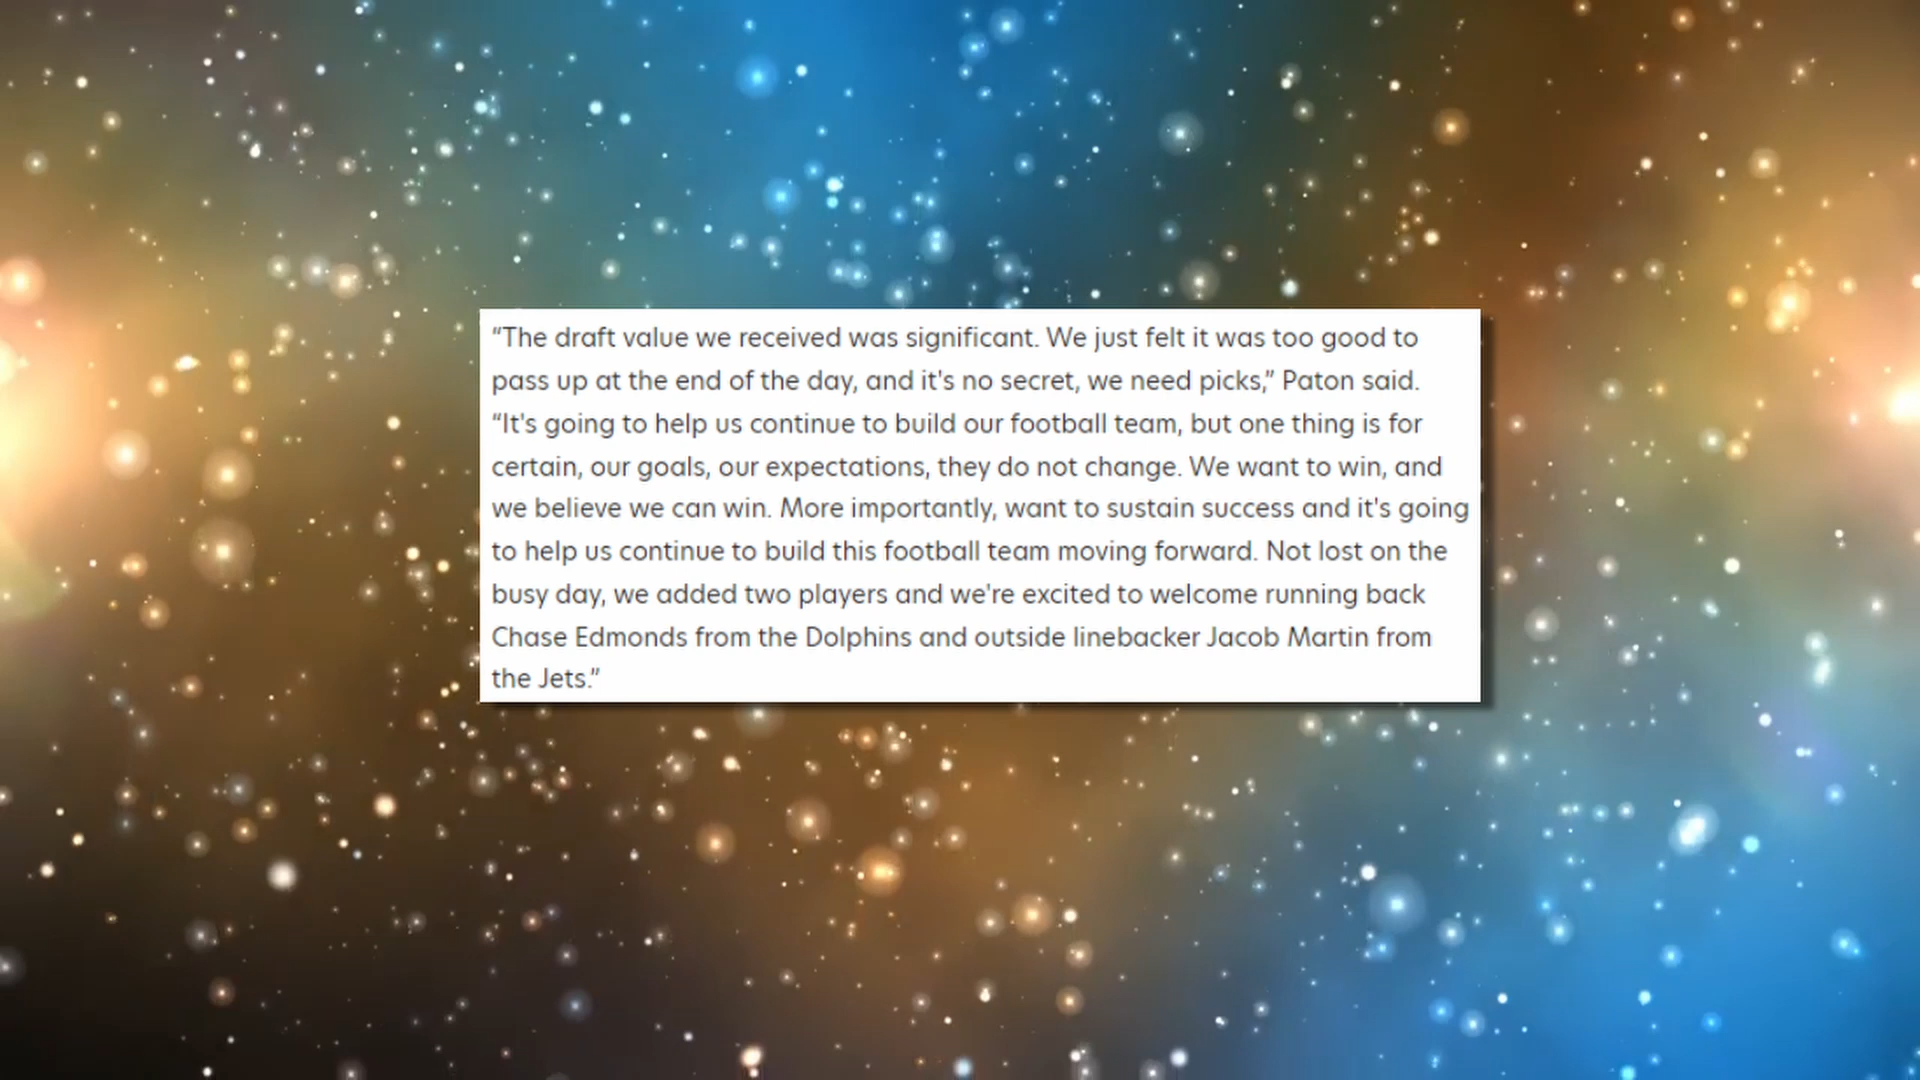 “The draft value we received was significant. We just felt it was too good to
pass up at the end of the day, and it's no secret, we need picks,” Paton said.
“It's going to help us continue to build our football team, but one thing is for
certain, our goals, our expectations, they do not change. We want to win, and
we believe we can win. More importantly, want to sustain success and it's going
to help us continue to build this football team moving forward. Not lost on the
busy day, we added two players and we're excited to welcome running back
Chase Edmonds from the Dolphins and outside linebacker Jacob Martin from
the Jets.”